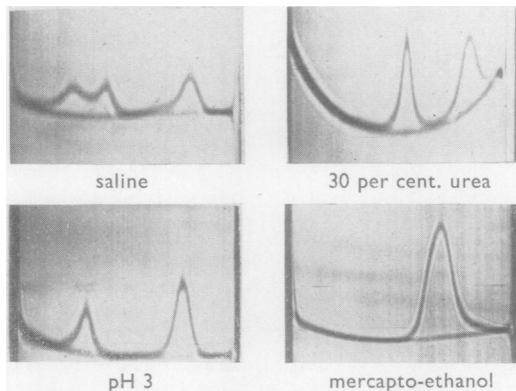 saline
30 per cent. urea
pH 3
mercapto-ethanol